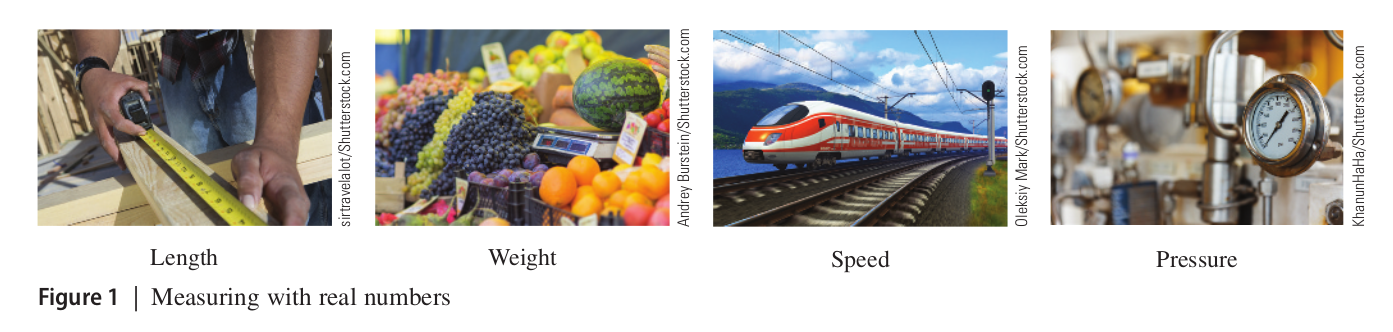 sirtravelalot/Shutterstock.com
Andrey Burstein/Shutterstock.com
Oleksiy Mark/Shutterstock.com
KhanunHaHa/Shutterstock.com
Length
Weight
Speed
Pressure
Figure 1 | Measuring with real numbers